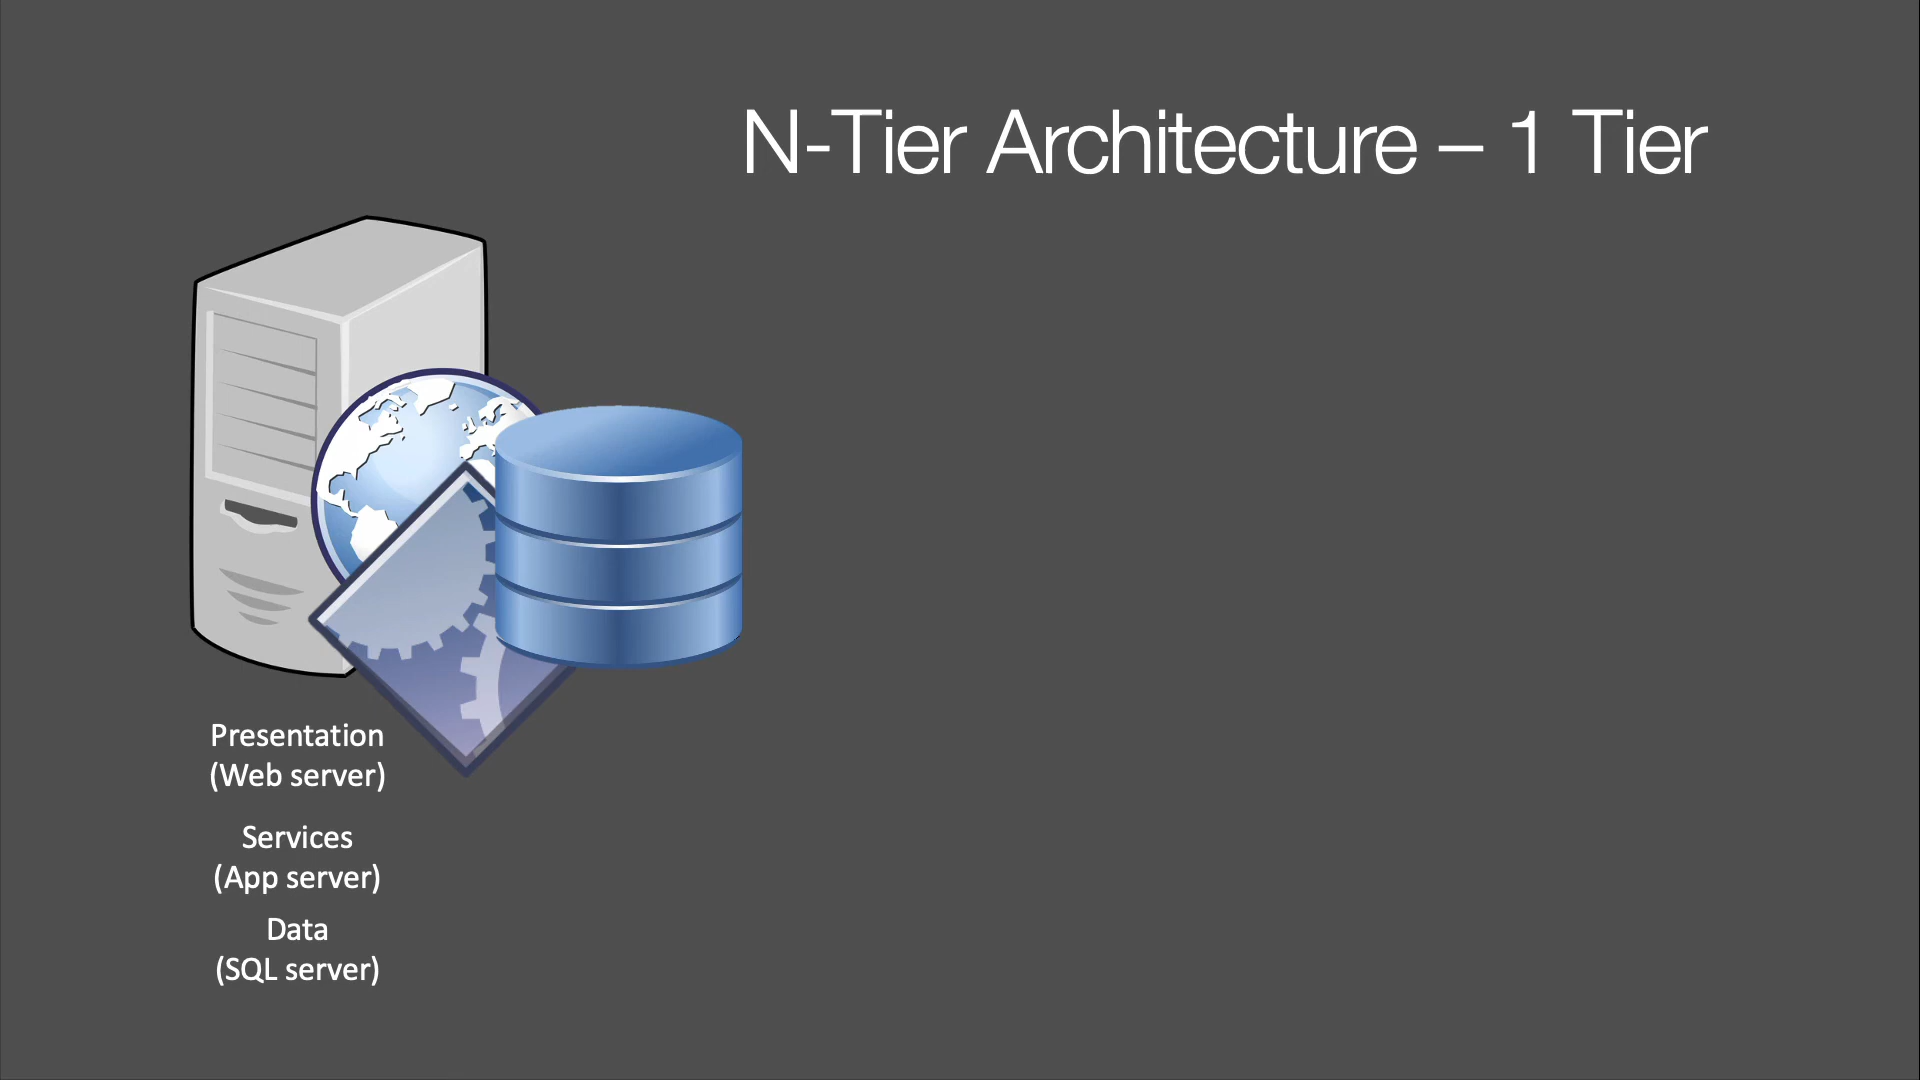 N-Tier Architecture – 1 Tier
Presentation
(Web server)
Services
(App server)
Data
(SQL server)